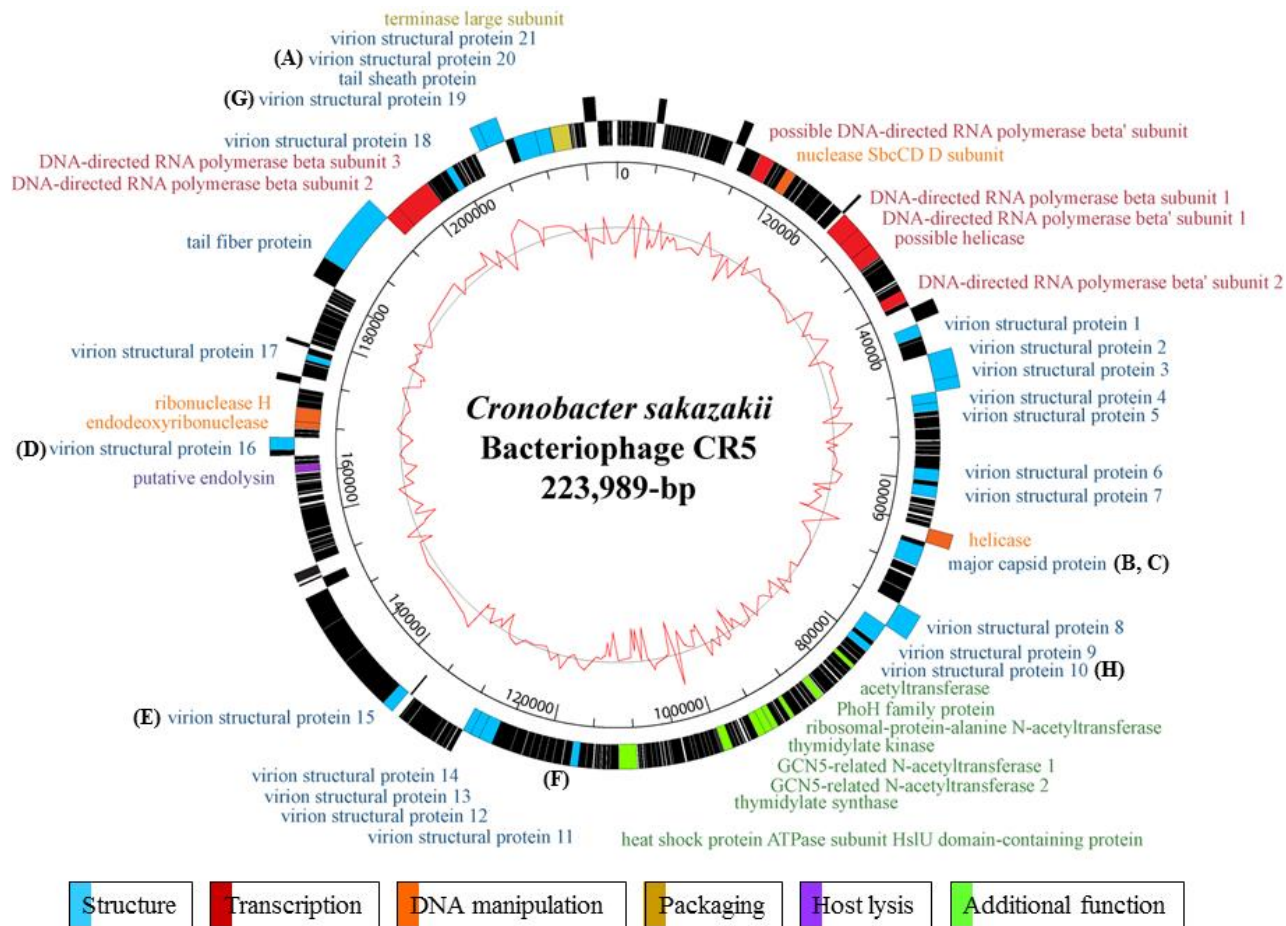 terminase large subunit
virion structural protein 21
(A) virion structural protein 20
tail sheath protein
(G) virion structural protein 19
virion structural protein 18
DNA-directed RNA polymerase beta subunit 3
DNA-directed RNA polymerase beta subunit 2
tail fiber protein
virion structural protein 17
ribonuclease H
endodeoxyribonuclease
(D) virion structural protein 16
putative endolysin
(E) virion structural protein 15
virion structural protein 14
virion structural protein 13
virion structural protein 12
virion structural protein 11
(F)
possible DNA-directed RNA polymerase beta' subunit
nuclease SbcCD D subunit
DNA-directed RNA polymerase beta subunit 1
DNA-directed RNA polymerase beta' subunit 1
possible helicase
DNA-directed RNA polymerase beta' subunit 2
virion structural protein 1
virion structural protein 2
virion structural protein 3
virion structural protein 4
virion structural protein 5
virion structural protein 6
virion structural protein 7
helicase
major capsid protein (B, C)
virion structural protein 8
virion structural protein 9
virion structural protein 10 (H)
acetyltransferase
PhoH family protein
ribosomal-protein-alanine N-acetyltransferase
thymidylate kinase
GCN5-related N-acetyltransferase 1
GCN5-related N-acetyltransferase 2
thymidylate synthase
heat shock protein ATPase subunit HslU domain-containing protein
0
20000
40000
60000
80000
100000
120000
140000
160000
180000
200000
Cronobacter sakazakii
Bacteriophage CR5
223,989-bp
Structure
Transcription
DNA manipulation
Packaging
Host lysis
Additional function